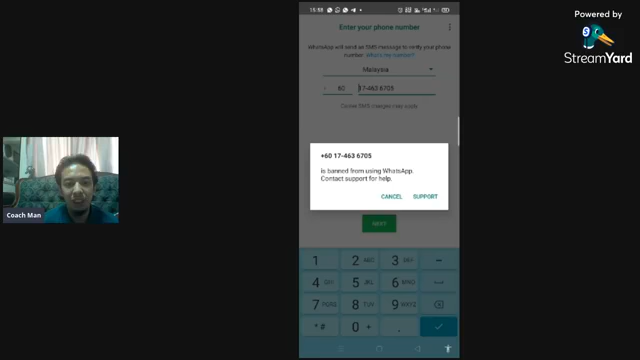 15:58
Enter your phone number
WhatsApp will send an SMS message to verify your phone
number. What's my number?
Malaysia
+ 60 17-463 6705
Carrier SMS charges may apply
+60 17-463 6705
is banned from using WhatsApp.
Contact support for help.
CANCEL SUPPORT
NEXT
1 2 ABC 3 DEF −
4 GHI 5 JKL 6 MNO
7 PQRS 8 TUV 9 WXYZ
* # 0 + .
Coach Man
Powered by
S
StreamYard